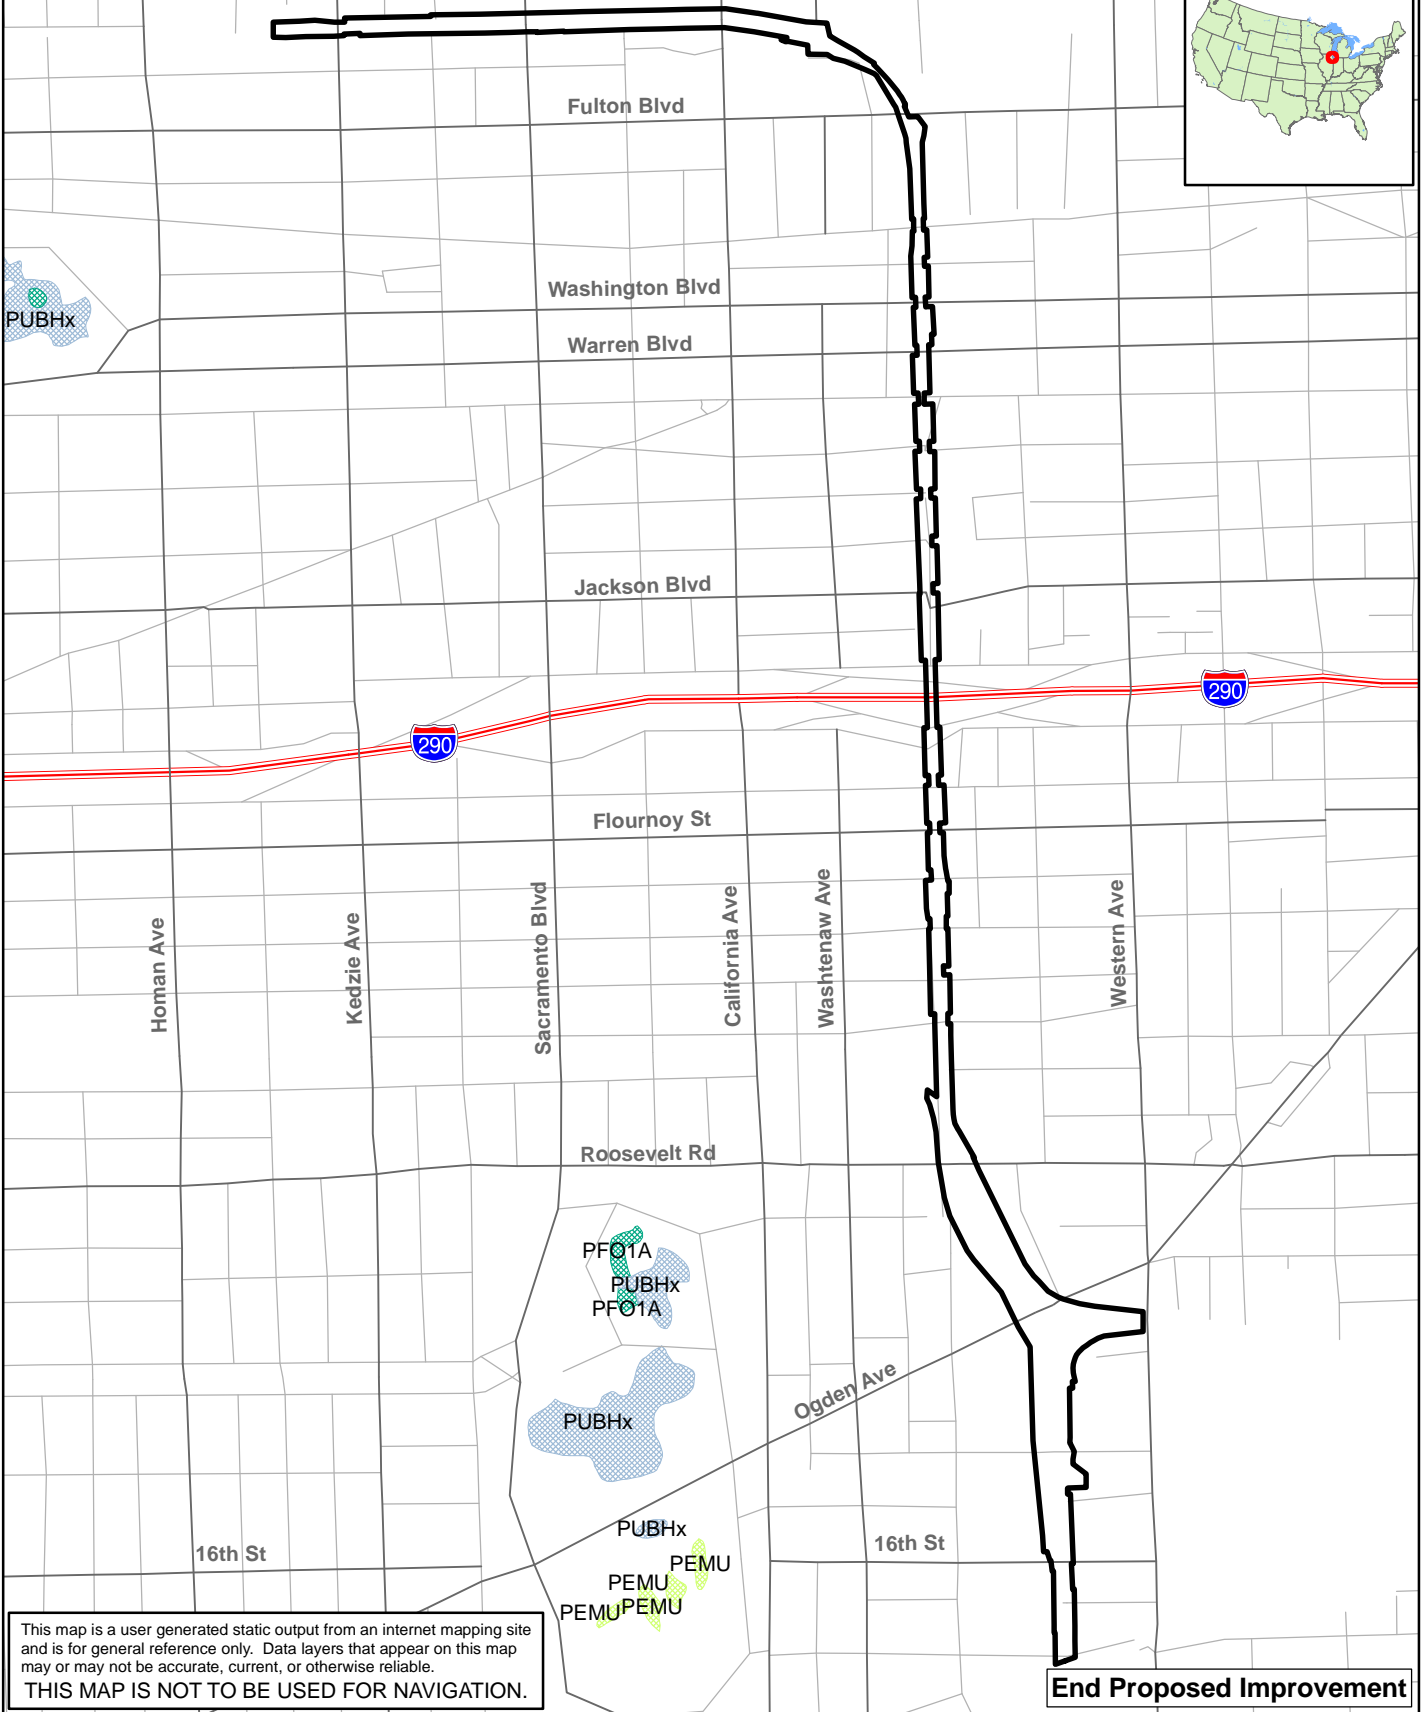 Fulton Blvd
Washington Blvd
PUBHx
Warren Blvd
Jackson Blvd
290
290
Flournoy St
Homan Ave
Kedzie Ave
Sacramento Blvd
California Ave
Washtenaw Ave
Western Ave
Roosevelt Rd
PFO1A
PUBHx
PFO1A
Ogden Ave
PUBHx
PUBHx
16th St
16th St
PEMU
PEMU
PEMU
PEMU
This map is a user generated static output from an internet mapping site
and is for general reference only. Data layers that appear on this map
may or may not be accurate, current, or otherwise reliable.
THIS MAP IS NOT TO BE USED FOR NAVIGATION.
End Proposed Improvement